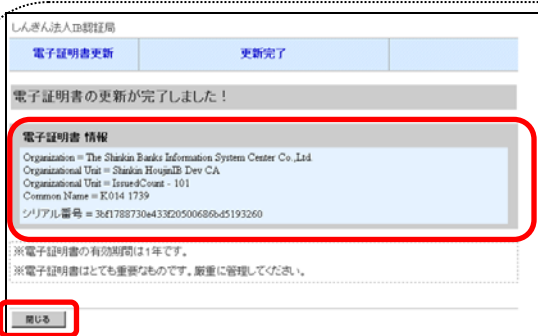 しんきん法人IB認証局
電子証明書更新 更新完了
電子証明書の更新が完了しました！
電子証明書 情報
Organization = The Shinkin Banks Information System Center Co.,Ltd.
Organizational Unit = Shinkin HoujinIB Dev CA
Organizational Unit = IssuedCount - 101
Common Name = K014 1739
シリアル番号 = 3bf1788730e433f20500686bd5193260
※電子証明書の有効期間は1年です。
※電子証明書はとても重要なものです。厳重に管理してください。
閉じる